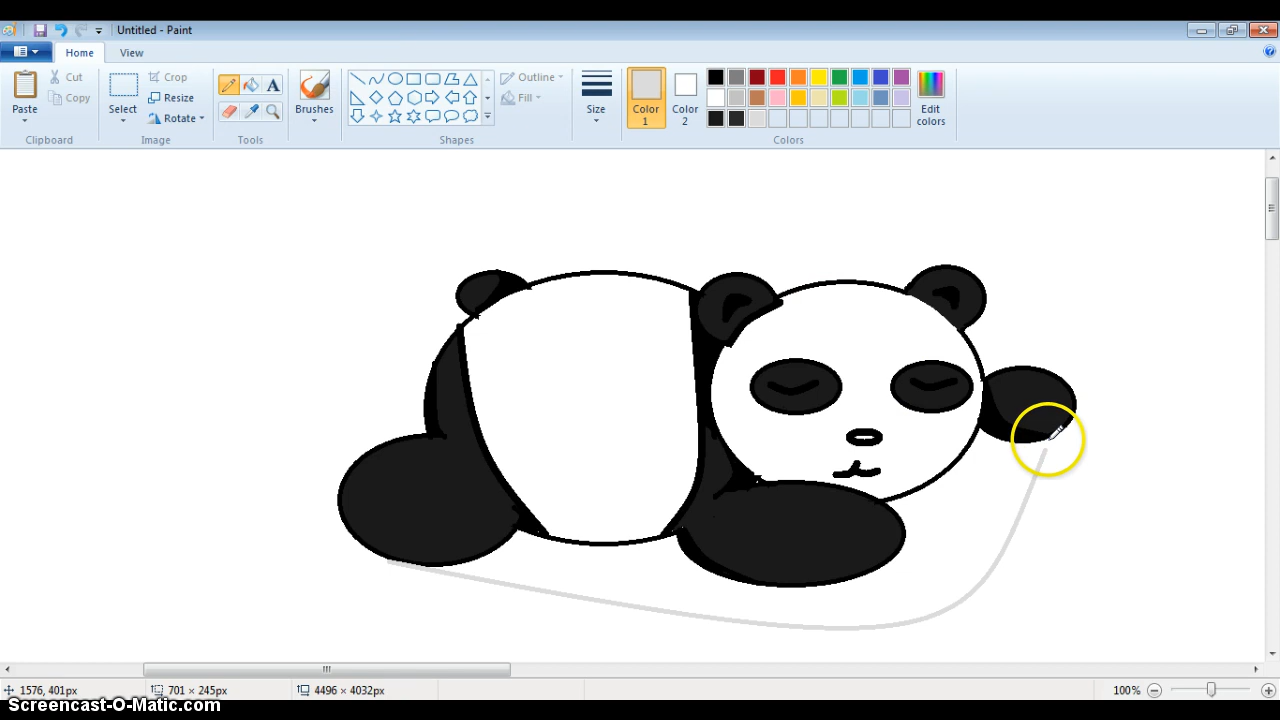 Untitled - Paint
Home
View
Paste
Cut
Copy
Clipboard
Select
Crop
Resize
Rotate
Image
A
Tools
Brushes
Shapes
Outline
Fill
Size
Color 1
Color 2
Edit colors
Colors
1576, 401px
701 × 245px
4496 × 4032px
100%
Screencast-O-Matic.com